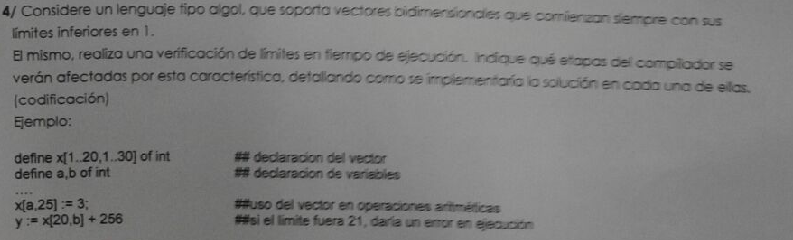 4/ Considere un lenguaje tipo algol, que soporta vectores bidimensionales que comienzan siempre con sus
límites inferiores en 1.
El mismo, realiza una verificación de límites en tiempo de ejecución. Indique qué etapas del compilador se
verán afectadas por esta característica, detallando como se implementaría la solución en cada una de ellas.
(codificación)
Ejemplo:
define x[1..20,1..30] of int ## declaracion del vector
define a,b of int ## declaracion de variables
....
x[a,25] := 3; ##uso del vector en operaciones aritméticas
y := x[20,b] + 256 ##si el límite fuera 21, daría un error en ejecución